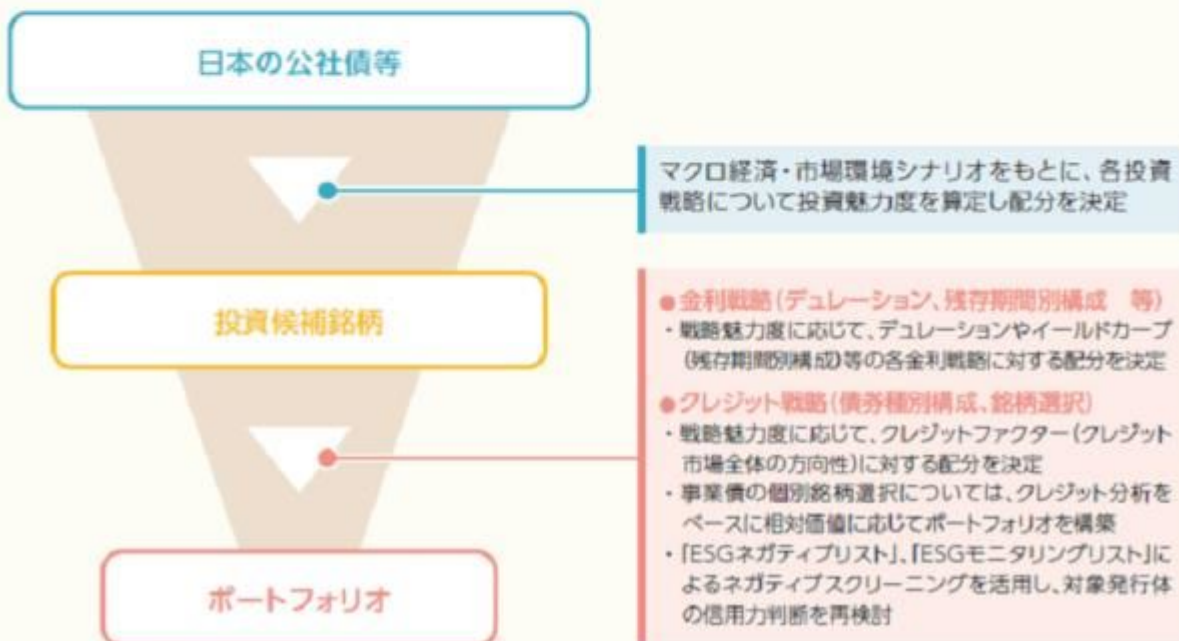 日本の公社債等
マクロ経済・市場環境シナリオをもとに、各投資
戦略について投資魅力度を算定し配分を決定
投資候補銘柄
●金利戦略(デュレーション、残存期間別構成　等)
・戦略魅力度に応じて、デュレーションやイールドカーブ
(残存期間別構成)等の各金利戦略に対する配分を決定
●クレジット戦略(債券種別構成、銘柄選択)
・戦略魅力度に応じて、クレジットファクター(クレジット
市場全体の方向性)に対する配分を決定
・事業債の個別銘柄選択については、クレジット分析を
ベースに相対価値に応じてポートフォリオを構築
・「ESGネガティブリスト」、「ESGモニタリングリスト」に
よるネガティブスクリーニングを活用し、対象発行体
の信用力判断を再検討
ポートフォリオ